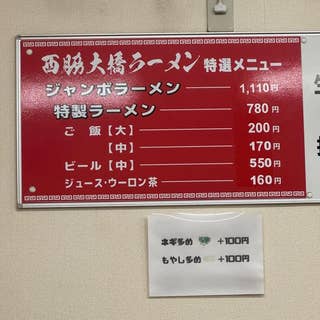 西脇大橋ラーメン 特選メニュー
ジャンボラーメン 1,110円
特製ラーメン 780円
ご 飯【大】 200円
【中】 170円
ビール【中】 550円
ジュース・ウーロン茶 160円
ネギ多め +100円
もやし多め +100円